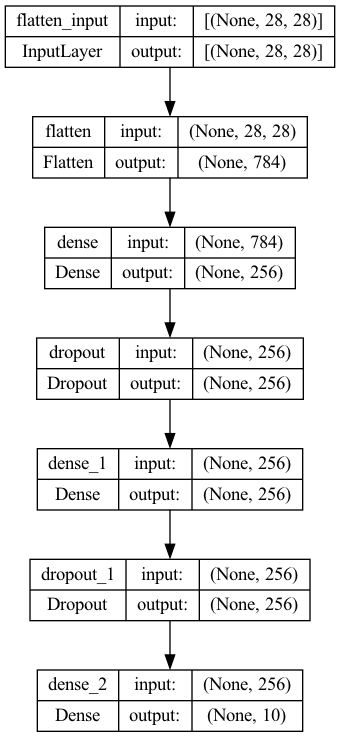 flatten_input input: [(None, 28, 28)]
InputLayer output: [(None, 28, 28)]
flatten input: (None, 28, 28)
Flatten output: (None, 784)
dense input: (None, 784)
Dense output: (None, 256)
dropout input: (None, 256)
Dropout output: (None, 256)
dense_1 input: (None, 256)
Dense output: (None, 256)
dropout_1 input: (None, 256)
Dropout output: (None, 256)
dense_2 input: (None, 256)
Dense output: (None, 10)